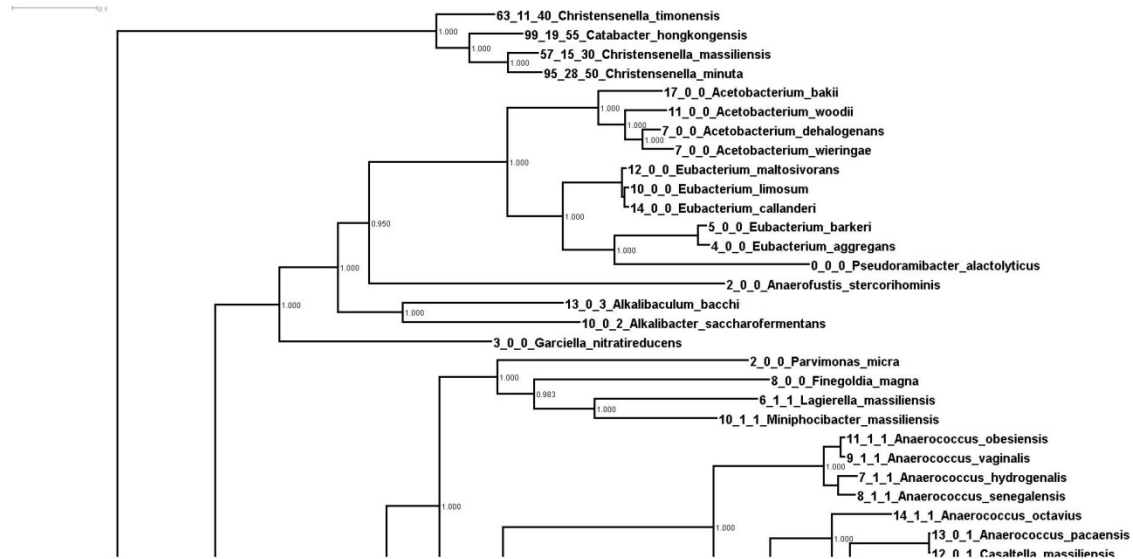 0.1
63_11_40_Christensenella_timonensis
1.000
99_19_55_Catabacter_hongkongensis
1.000
57_15_30_Christensenella_massiliensis
1.000
95_28_50_Christensenella_minuta
17_0_0_Acetobacterium_bakii
1.000
11_0_0_Acetobacterium_woodii
1.000
7_0_0_Acetobacterium_dehalogenans
1.000
7_0_0_Acetobacterium_wieringae
1.000
12_0_0_Eubacterium_maltosivorans
10_0_0_Eubacterium_limosum
14_0_0_Eubacterium_callanderi
1.000
0.950
5_0_0_Eubacterium_barkeri
4_0_0_Eubacterium_aggregans
1.000
0_0_0_Pseudoramibacter_alactolyticus
1.000
2_0_0_Anaerofustis_stercorihominis
13_0_3_Alkalibaculum_bacchi
1.000
1.000
10_0_2_Alkalibacter_saccharofermentans
3_0_0_Garciella_nitratireducens
2_0_0_Parvimonas_micra
1.000
8_0_0_Finegoldia_magna
0.983
6_1_1_Lagierella_massiliensis
1.000
10_1_1_Miniphocibacter_massiliensis
11_1_1_Anaerococcus_obesiensis
9_1_1_Anaerococcus_vaginalis
1.000
7_1_1_Anaerococcus_hydrogenalis
8_1_1_Anaerococcus_senegalensis
1.000
14_1_1_Anaerococcus_octavius
1.000
13_0_1_Anaerococcus_pacaensis
1.000
12_0_1_Casaltella_massiliensis